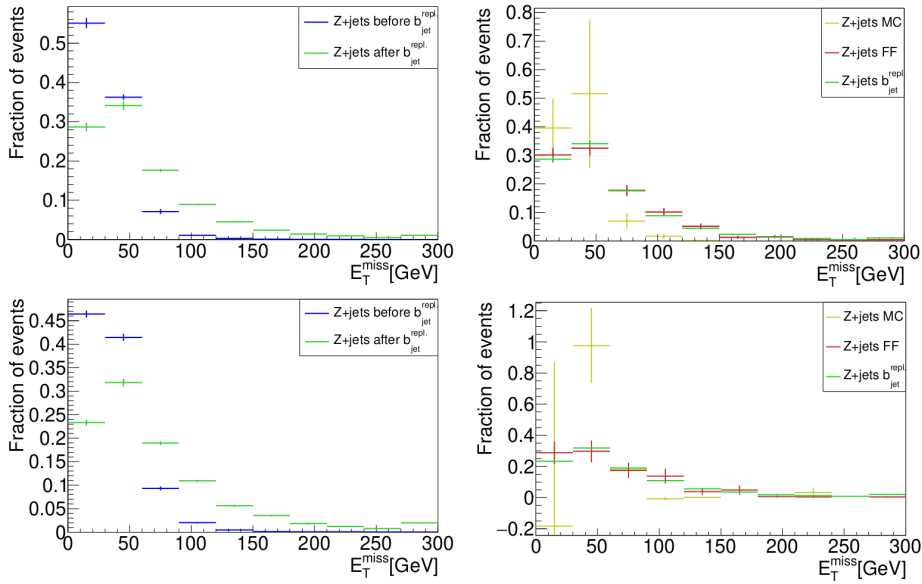 Z+jets before b_jet^repl.
Z+jets after b_jet^repl.
Fraction of events
0.5
0.4
0.3
0.2
0.1
0
0 50 100 150 200 250 300
E_T^miss[GeV]
Z+jets MC
Z+jets FF
Z+jets b_jet^repl.
Fraction of events
0.8
0.7
0.6
0.5
0.4
0.3
0.2
0.1
0
0 50 100 150 200 250 300
E_T^miss[GeV]
Z+jets before b_jet^repl.
Z+jets after b_jet^repl.
Fraction of events
0.45
0.4
0.35
0.3
0.25
0.2
0.15
0.1
0.05
0
0 50 100 150 200 250 300
E_T^miss[GeV]
Z+jets MC
Z+jets FF
Z+jets b_jet^repl.
Fraction of events
1.2
1
0.8
0.6
0.4
0.2
0
−0.2
0 50 100 150 200 250 300
E_T^miss[GeV]